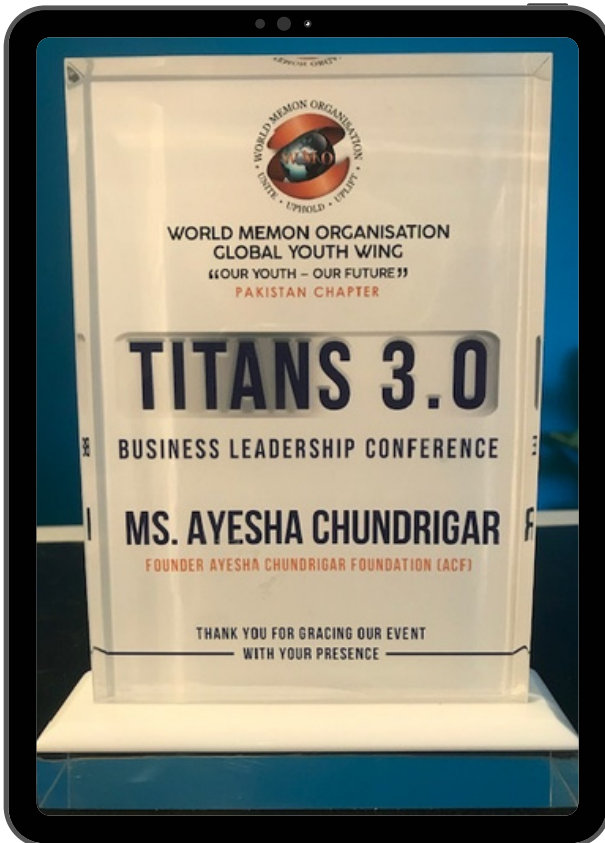 WORLD MEMON ORGANISATION
UNITE • UPHOLD • UPLIFT
WMO
WORLD MEMON ORGANISATION
GLOBAL YOUTH WING
“OUR YOUTH – OUR FUTURE”
PAKISTAN CHAPTER
TITANS 3.0
BUSINESS LEADERSHIP CONFERENCE
MS. AYESHA CHUNDRIGAR
FOUNDER AYESHA CHUNDRIGAR FOUNDATION (ACF)
THANK YOU FOR GRACING OUR EVENT
WITH YOUR PRESENCE